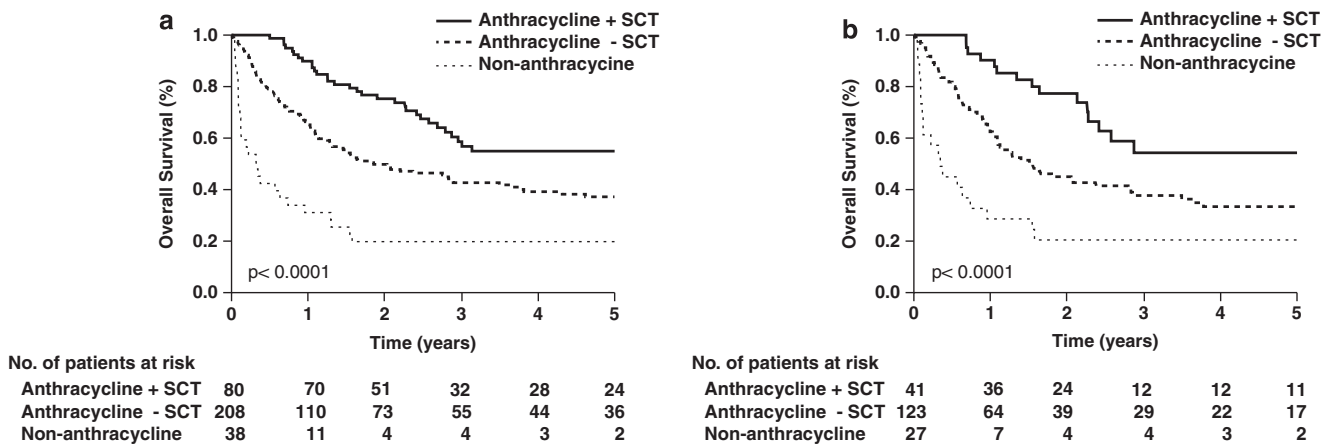 a
Anthracycline + SCT
Anthracycline - SCT
Non-anthracycine
Overall Survival (%)
1.0
0.8
0.6
0.4
0.2
0.0
p< 0.0001
0 1 2 3 4 5
Time (years)
No. of patients at risk
Anthracycline + SCT 80 70 51 32 28 24
Anthracycline - SCT 208 110 73 55 44 36
Non-anthracycline 38 11 4 4 3 2
b
Anthracycline + SCT
Anthracycline - SCT
Non-anthracycine
Overall Survival (%)
1.0
0.8
0.6
0.4
0.2
0.0
p< 0.0001
0 1 2 3 4 5
Time (years)
No. of patients at risk
Anthracycline + SCT 41 36 24 12 12 11
Anthracycline - SCT 123 64 39 29 22 17
Non-anthracycline 27 7 4 4 3 2